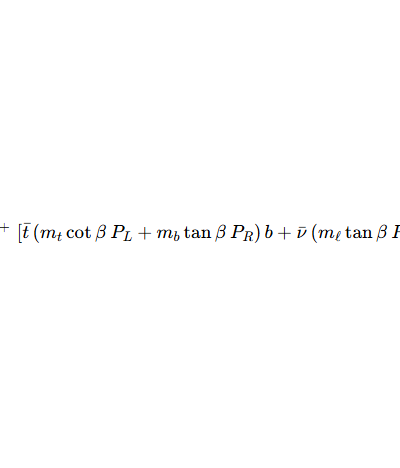 ⁺ [t̄ (m_t cot β P_L + m_b tan β P_R) b + ν̄ (m_ℓ tan β